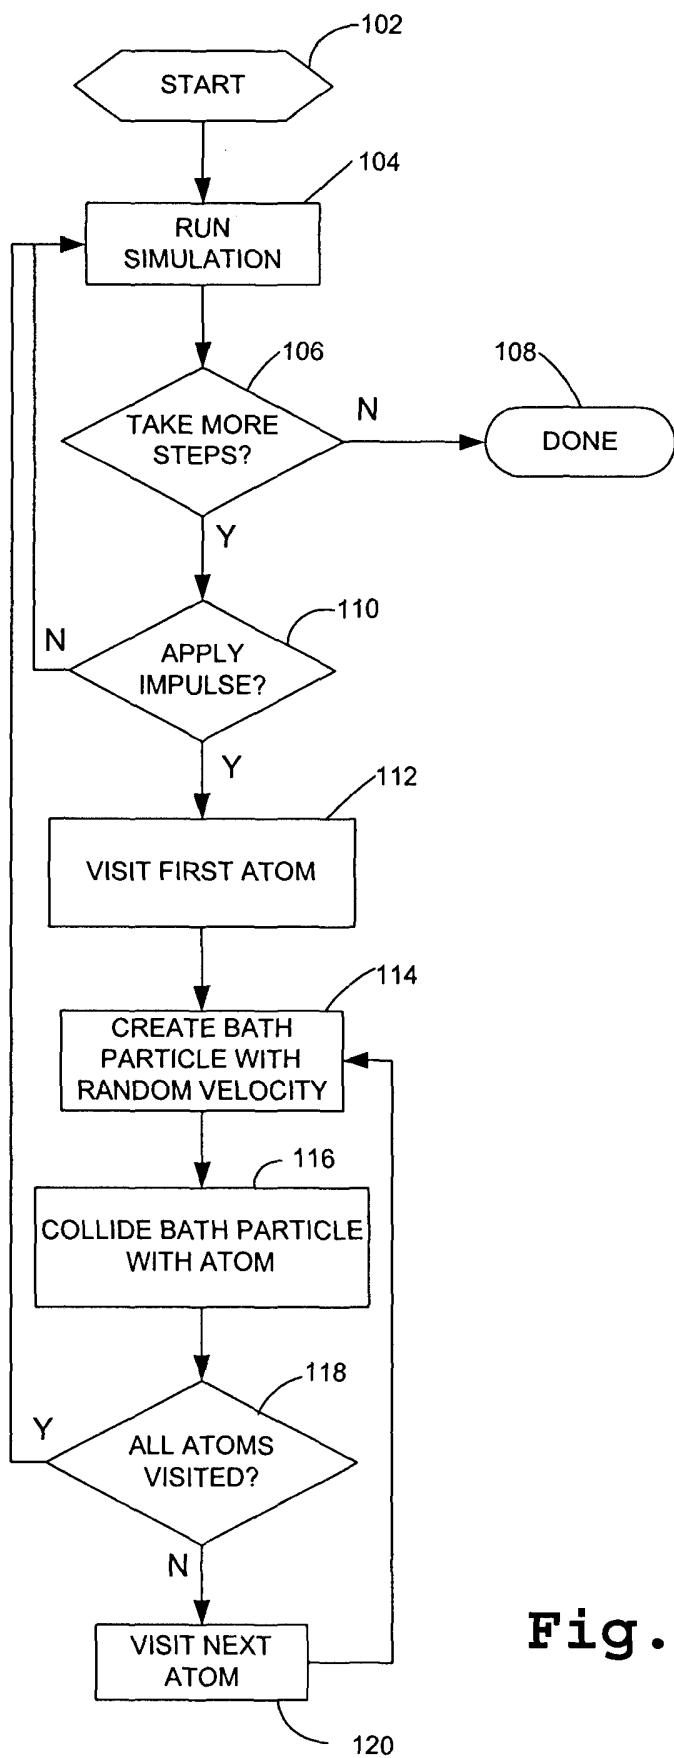 102
START
104
RUN
SIMULATION
106
108
TAKE MORE
STEPS?
N
DONE
Y
110
N
APPLY
IMPULSE?
Y
112
VISIT FIRST ATOM
114
CREATE BATH
PARTICLE WITH
RANDOM VELOCITY
116
COLLIDE BATH PARTICLE
WITH ATOM
118
Y
ALL ATOMS
VISITED?
N
VISIT NEXT
ATOM
Fig.
120